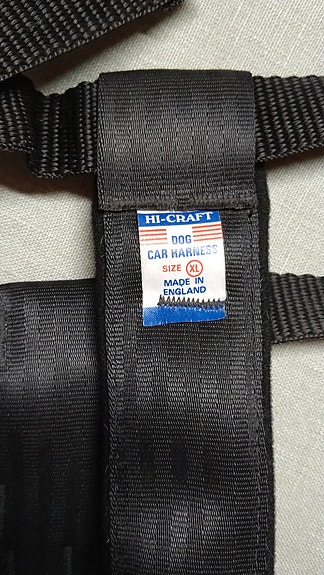 HI-CRAFT
DOG
CAR HARNESS
SIZE XL
MADE IN
ENGLAND